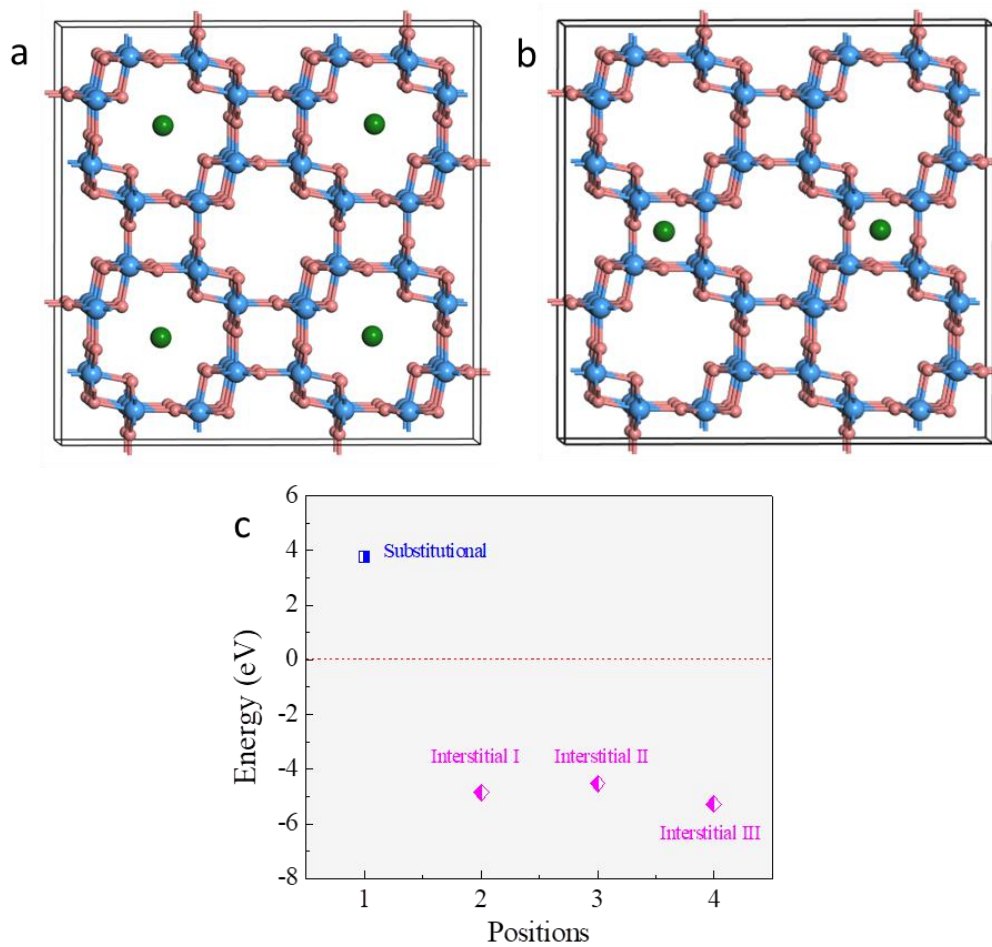 a
b
c
6
4
2
0
-2
-4
-6
-8
Energy (eV)
Substitutional
Interstitial I
Interstitial II
Interstitial III
1 2 3 4
Positions